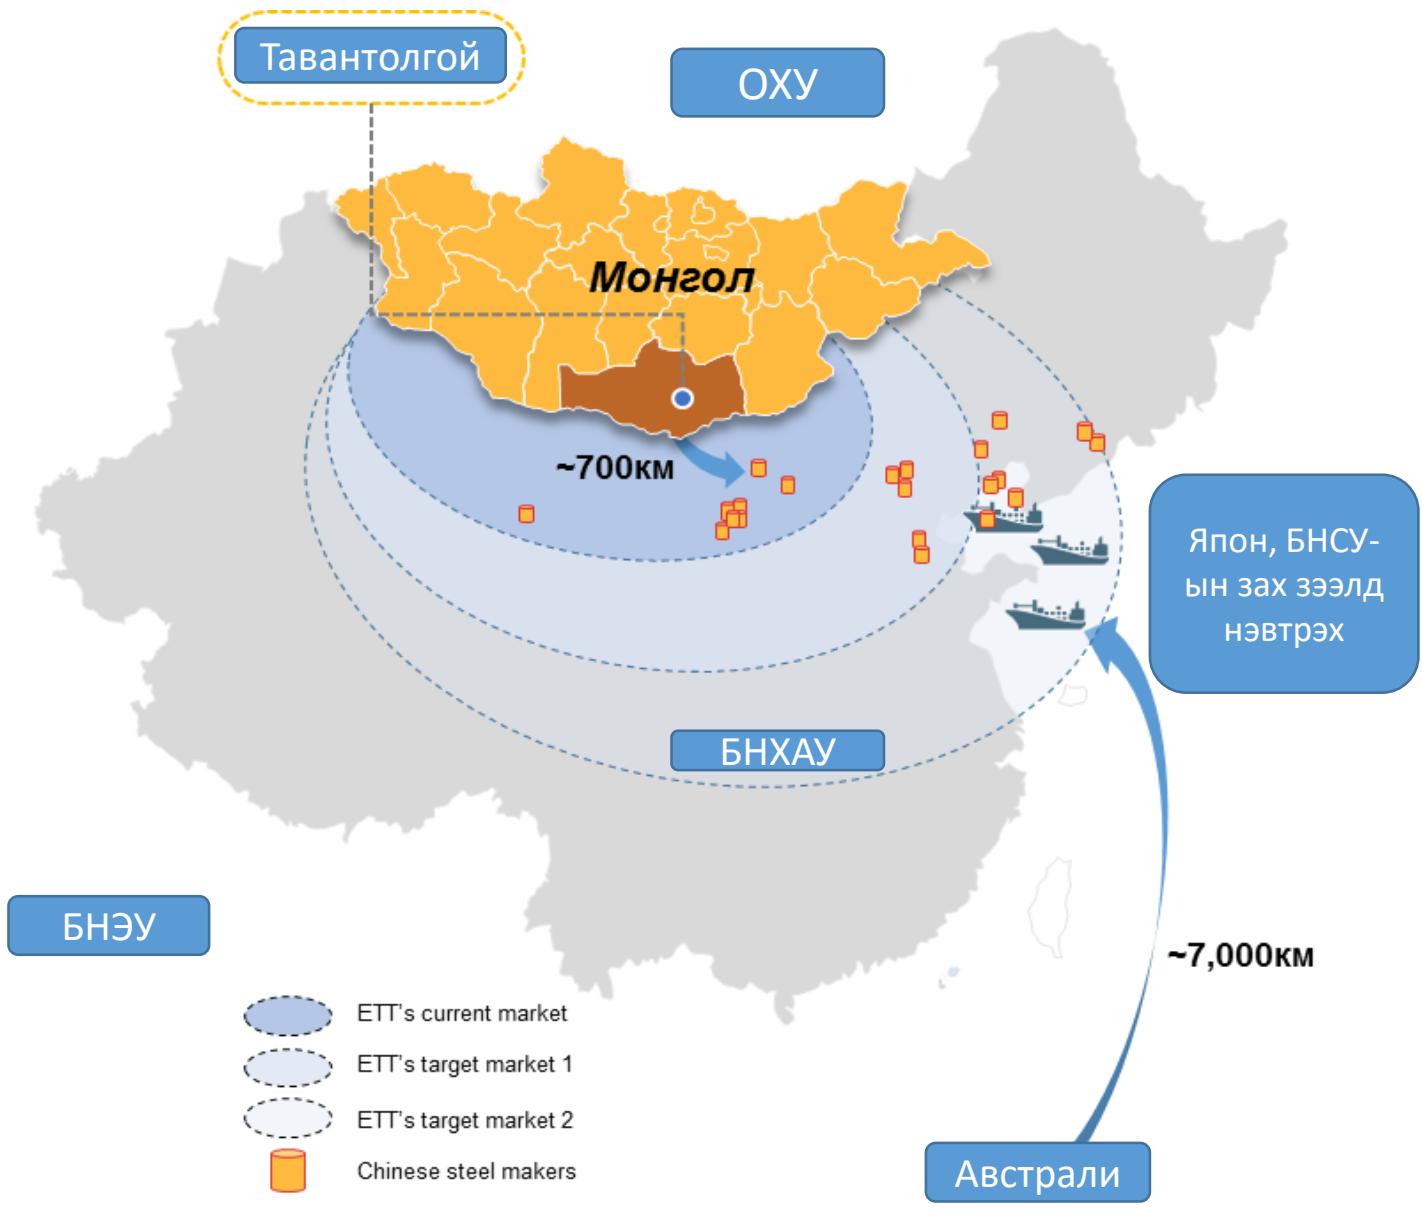 Тавантолгой
ОХУ
Монгол
~700км
Япон, БНСУ-
ын зах зээлд
нэвтрэх
БНХАУ
БНЭУ
~7,000км
ETT's current market
ETT's target market 1
ETT's target market 2
Chinese steel makers
Австрали